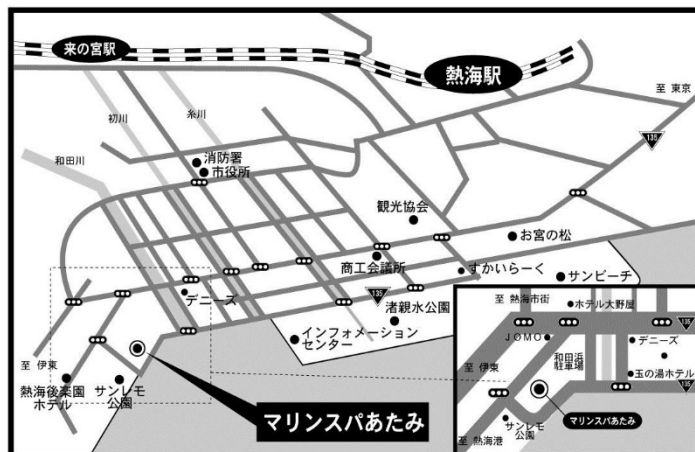 来の宮駅
熱海駅
至 東京
135
初川
糸川
和田川
消防署
市役所
観光協会
お宮の松
商工会議所
すかいらーく
サンビーチ
135
デニーズ
渚親水公園
インフォメーション
センター
至 伊東
熱海後楽園
ホテル
サンレモ
公園
マリンスパあたみ
至 熱海市街
ホテル大野屋
JOMO
和田浜
駐車場
135
デニーズ
至 伊東
玉の湯ホテル
135
サンレモ
公園
マリンスパあたみ
至 熱海港